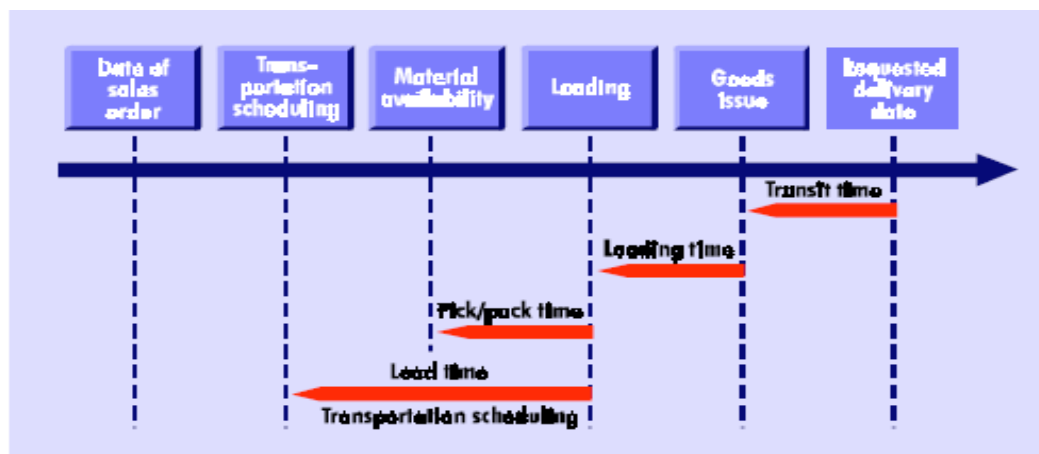 Date of
sales
order
Trans-
portation
scheduling
Material
availability
Loading
Goods
issue
Requested
delivery
date
Transit time
Loading time
Pick/pack time
Lead time
Transportation scheduling